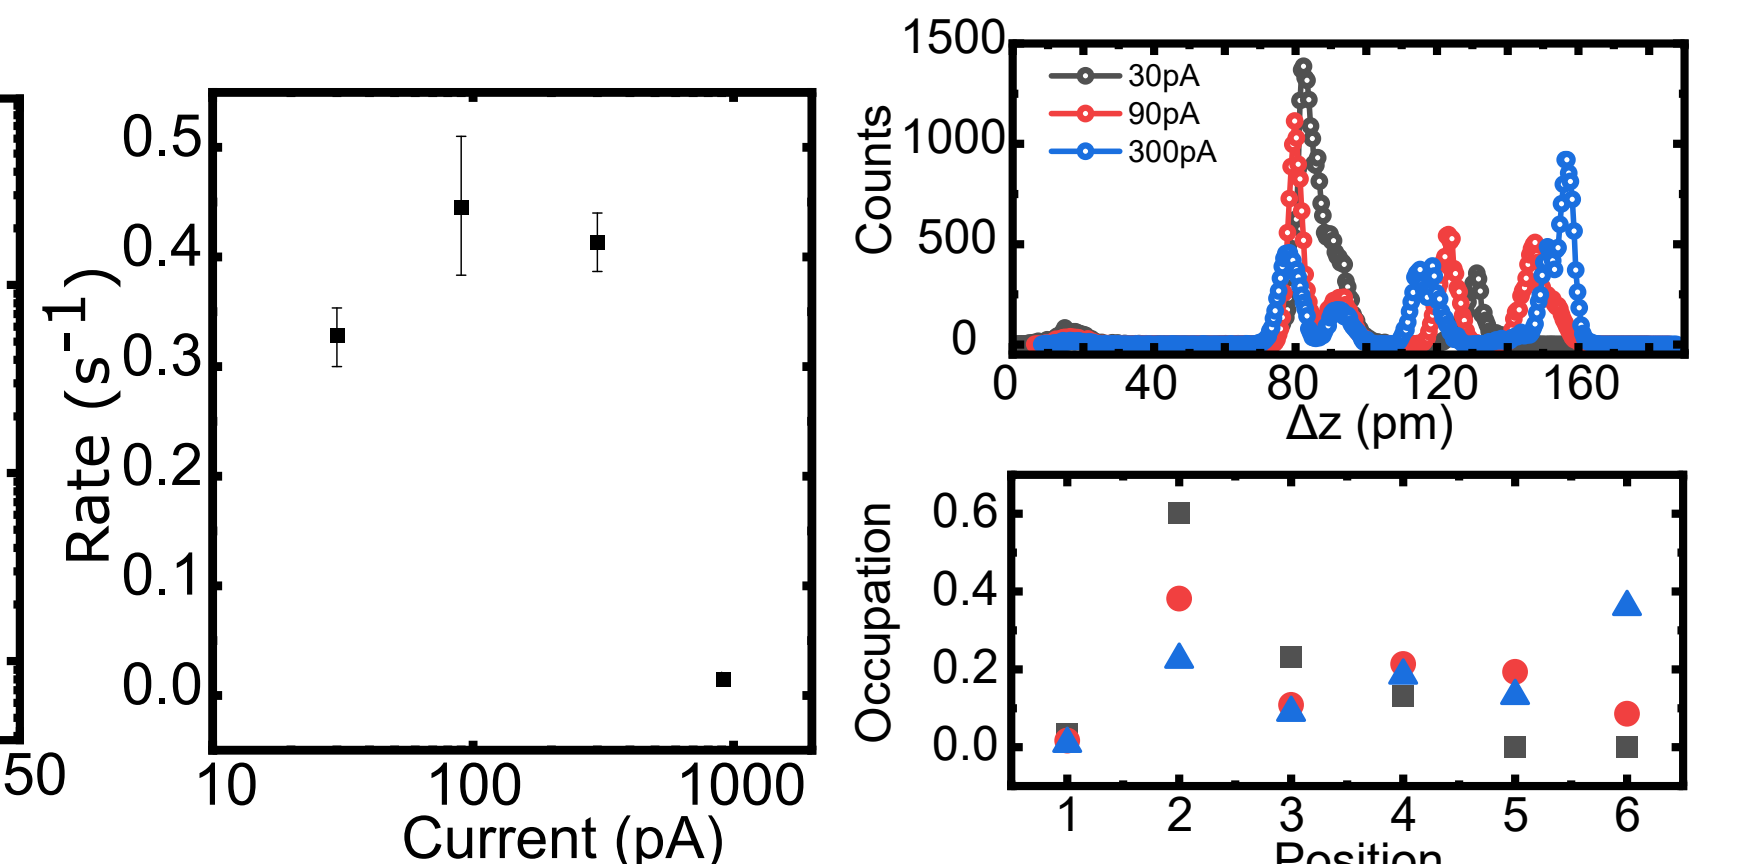 50
Rate (s⁻¹)
0.5
0.4
0.3
0.2
0.1
0.0
10 100 1000
Current (pA)
Counts
1500
1000
500
0
30pA
90pA
300pA
0 40 80 120 160
Δz (pm)
Occupation
0.6
0.4
0.2
0.0
1 2 3 4 5 6
Position